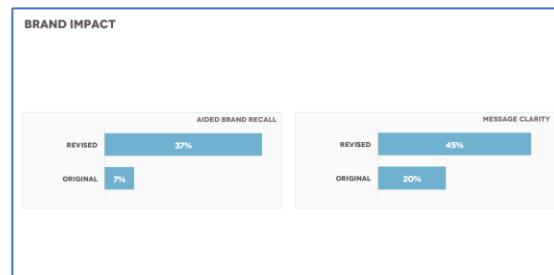 BRAND IMPACT
AIDED BRAND RECALL
REVISED
37%
ORIGINAL
7%
MESSAGE CLARITY
REVISED
45%
ORIGINAL
20%